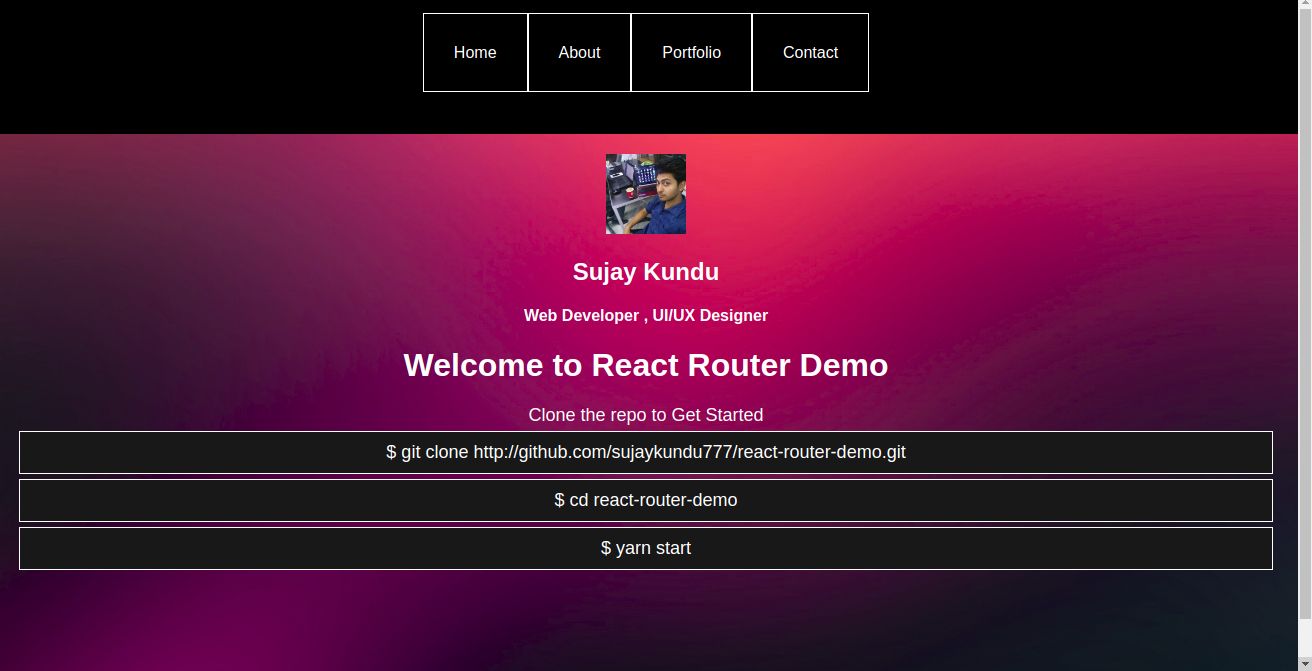 Home About Portfolio Contact
Sujay Kundu
Web Developer , UI/UX Designer
Welcome to React Router Demo
Clone the repo to Get Started
$ git clone http://github.com/sujaykundu777/react-router-demo.git
$ cd react-router-demo
$ yarn start